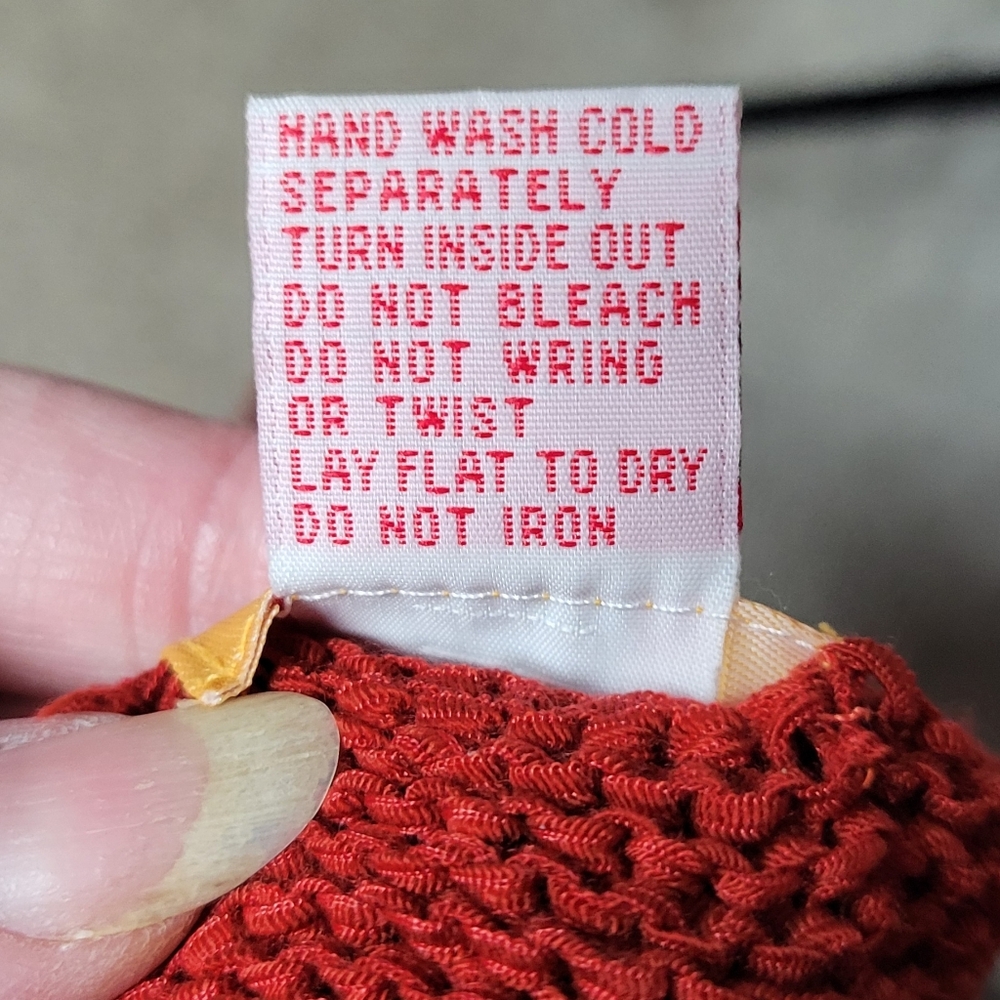 HAND WASH COLD
SEPARATELY
TURN INSIDE OUT
DO NOT BLEACH
DO NOT WRING
OR TWIST
LAY FLAT TO DRY
DO NOT IRON